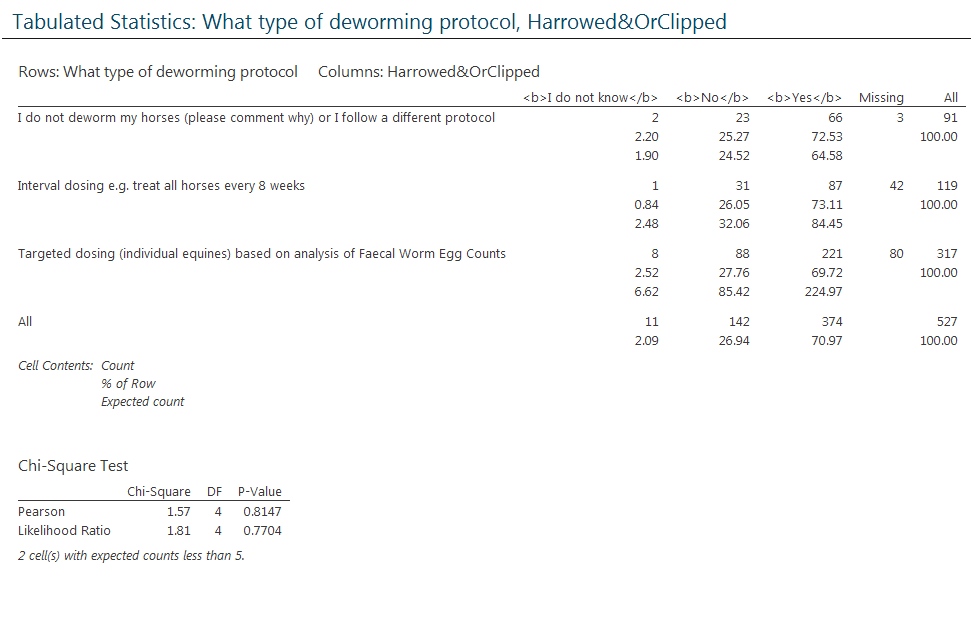 Tabulated Statistics: What type of deworming protocol, Harrowed&OrClipped
Rows: What type of deworming protocol Columns: Harrowed&OrClipped
<b>I do not know</b> <b>No</b> <b>Yes</b> Missing All
I do not deworm my horses (please comment why) or I follow a different protocol 2 23 66 3 91
2.20 25.27 72.53 100.00
1.90 24.52 64.58
Interval dosing e.g. treat all horses every 8 weeks 1 31 87 42 119
0.84 26.05 73.11 100.00
2.48 32.06 84.45
Targeted dosing (individual equines) based on analysis of Faecal Worm Egg Counts 8 88 221 80 317
2.52 27.76 69.72 100.00
6.62 85.42 224.97
All 11 142 374 527
2.09 26.94 70.97 100.00
Cell Contents: Count
% of Row
Expected count
Chi-Square Test
Chi-Square DF P-Value
Pearson 1.57 4 0.8147
Likelihood Ratio 1.81 4 0.7704
2 cell(s) with expected counts less than 5.